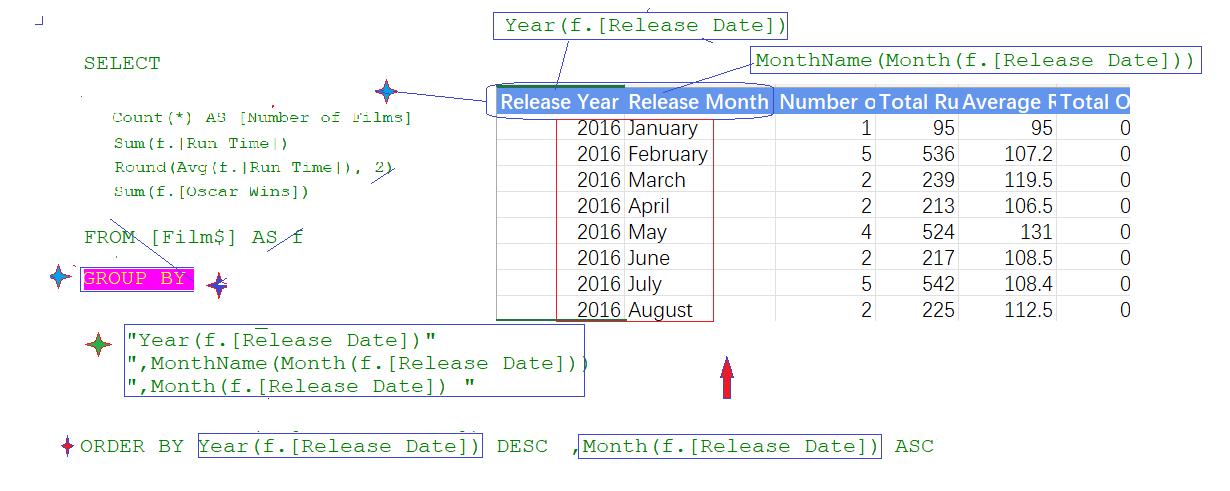 Year(f.[Release Date])
MonthName(Month(f.[Release Date]))
SELECT
Count(*) AS [Number of Films]
Sum(f.|Run Time|)
Round(Avg(f.|Run Time|), 2)
Sum(f.[Oscar Wins])
FROM [Film$] AS f
GROUP BY
Release Year Release Month Number o Total Ru Average R Total O
2016 January 1 95 95 0
2016 February 5 536 107.2 0
2016 March 2 239 119.5 0
2016 April 2 213 106.5 0
2016 May 4 524 131 0
2016 June 2 217 108.5 0
2016 July 5 542 108.4 0
2016 August 2 225 112.5 0
"Year(f.[Release Date])"
",MonthName(Month(f.[Release Date]))
",Month(f.[Release Date]) "
ORDER BY Year(f.[Release Date]) DESC ,Month(f.[Release Date]) ASC